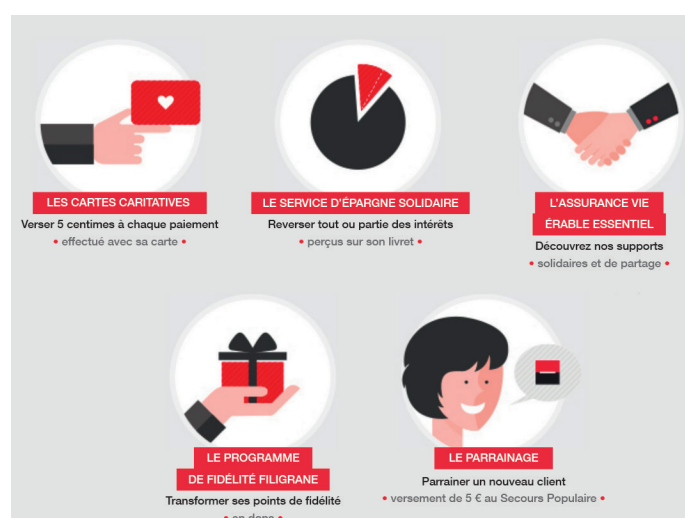 LES CARTES CARITATIVES
Verser 5 centimes à chaque paiement
• effectué avec sa carte •
LE SERVICE D'ÉPARGNE SOLIDAIRE
Reverser tout ou partie des intérêts
• perçus sur son livret •
L'ASSURANCE VIE
ÉRABLE ESSENTIEL
Découvrez nos supports
• solidaires et de partage •
LE PROGRAMME
DE FIDÉLITÉ FILIGRANE
Transformer ses points de fidélité
• en dons •
LE PARRAINAGE
Parrainer un nouveau client
• versement de 5 € au Secours Populaire •